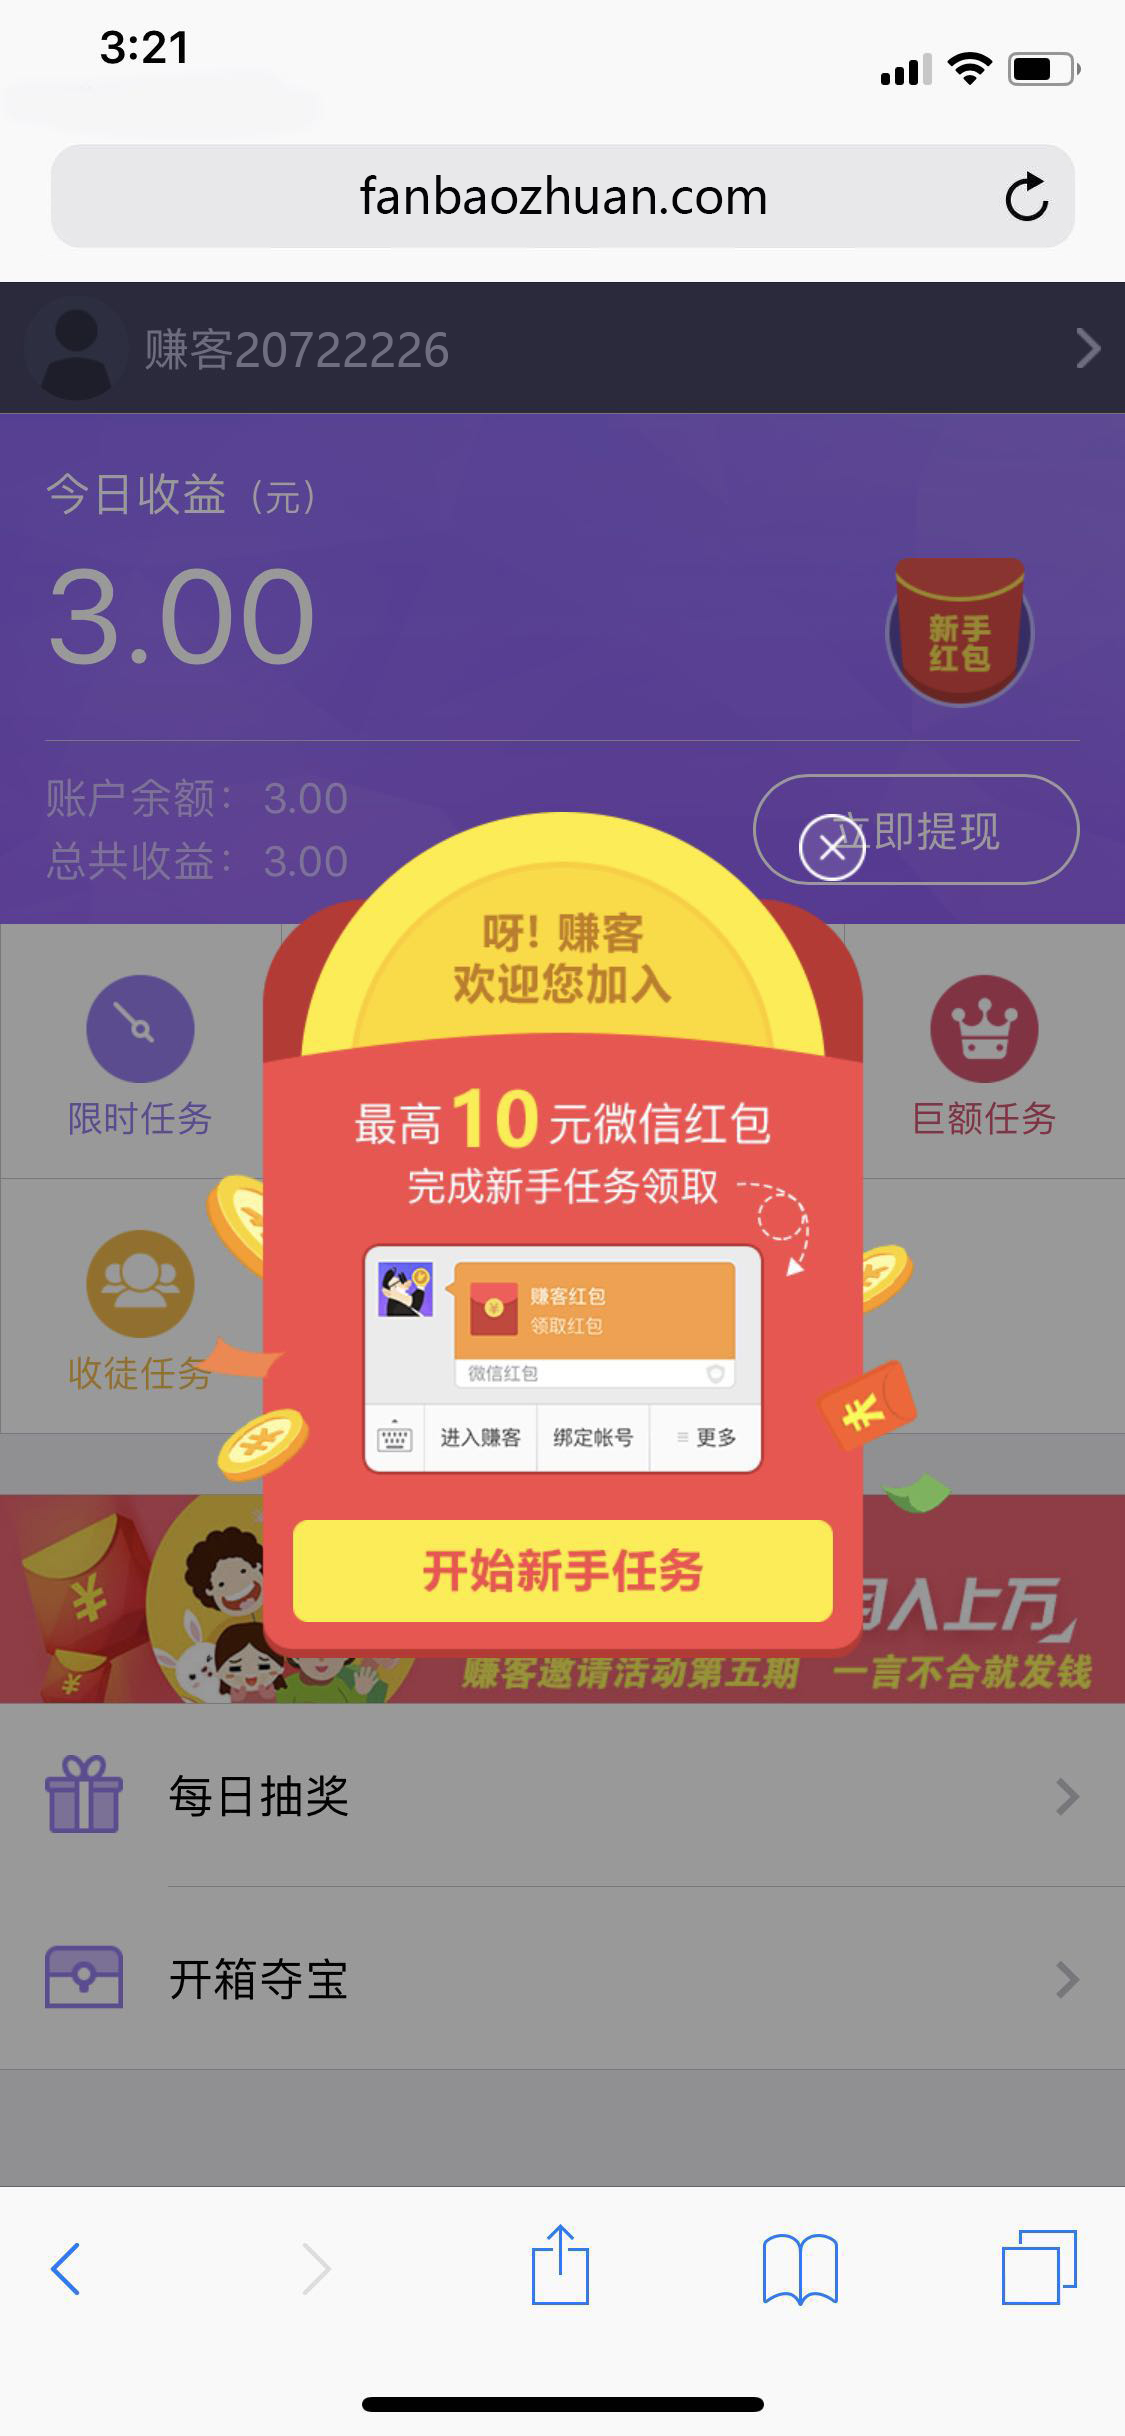 3:21
fanbaozhuan.com
赚客20722226
今日收益（元）
3.00
新手
红包
账户余额： 3.00
总共收益： 3.00
立即提现
呀！赚客
欢迎您加入
限时任务
巨额任务
最高10元微信红包
完成新手任务领取
赚客红包
领取红包
微信红包
收徒任务
进入赚客
绑定帐号
更多
开始新手任务
月入上万
赚客邀请活动第五期 一言不合就发钱
每日抽奖
开箱夺宝